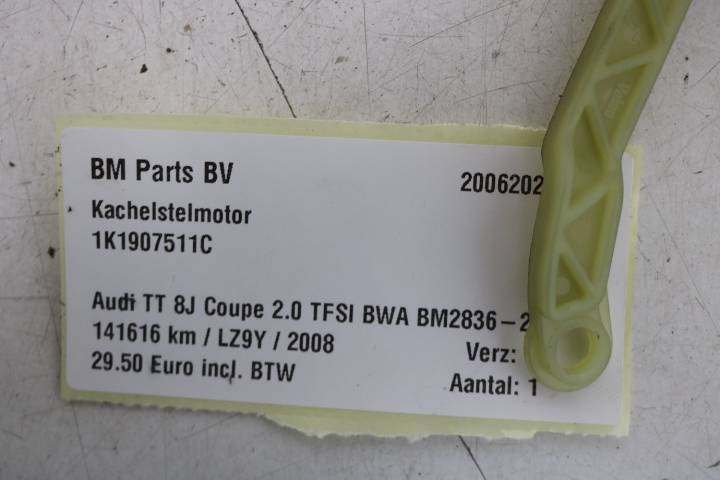 BM Parts BV
2006202
Kachelstelmotor
1K1907511C
Audi TT 8J Coupe 2.0 TFSI BWA BM2836-2
141616 km / LZ9Y / 2008
Verz:
29.50 Euro incl. BTW
Aantal: 1